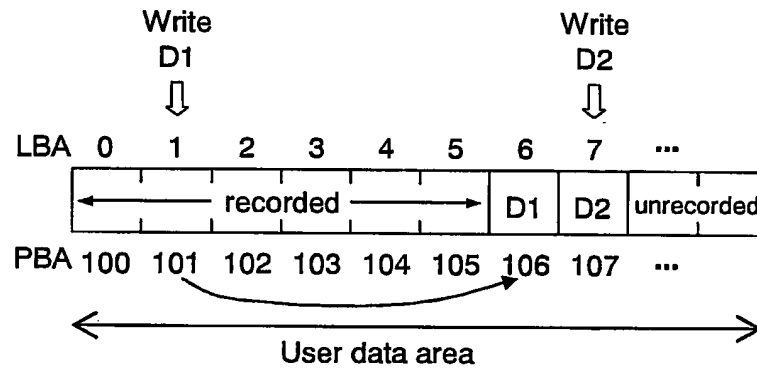 Write Write
D1 D2
LBA 0 1 2 3 4 5 6 7 ...
recorded D1 D2 unrecorded
PBA 100 101 102 103 104 105 106 107 ...
User data area